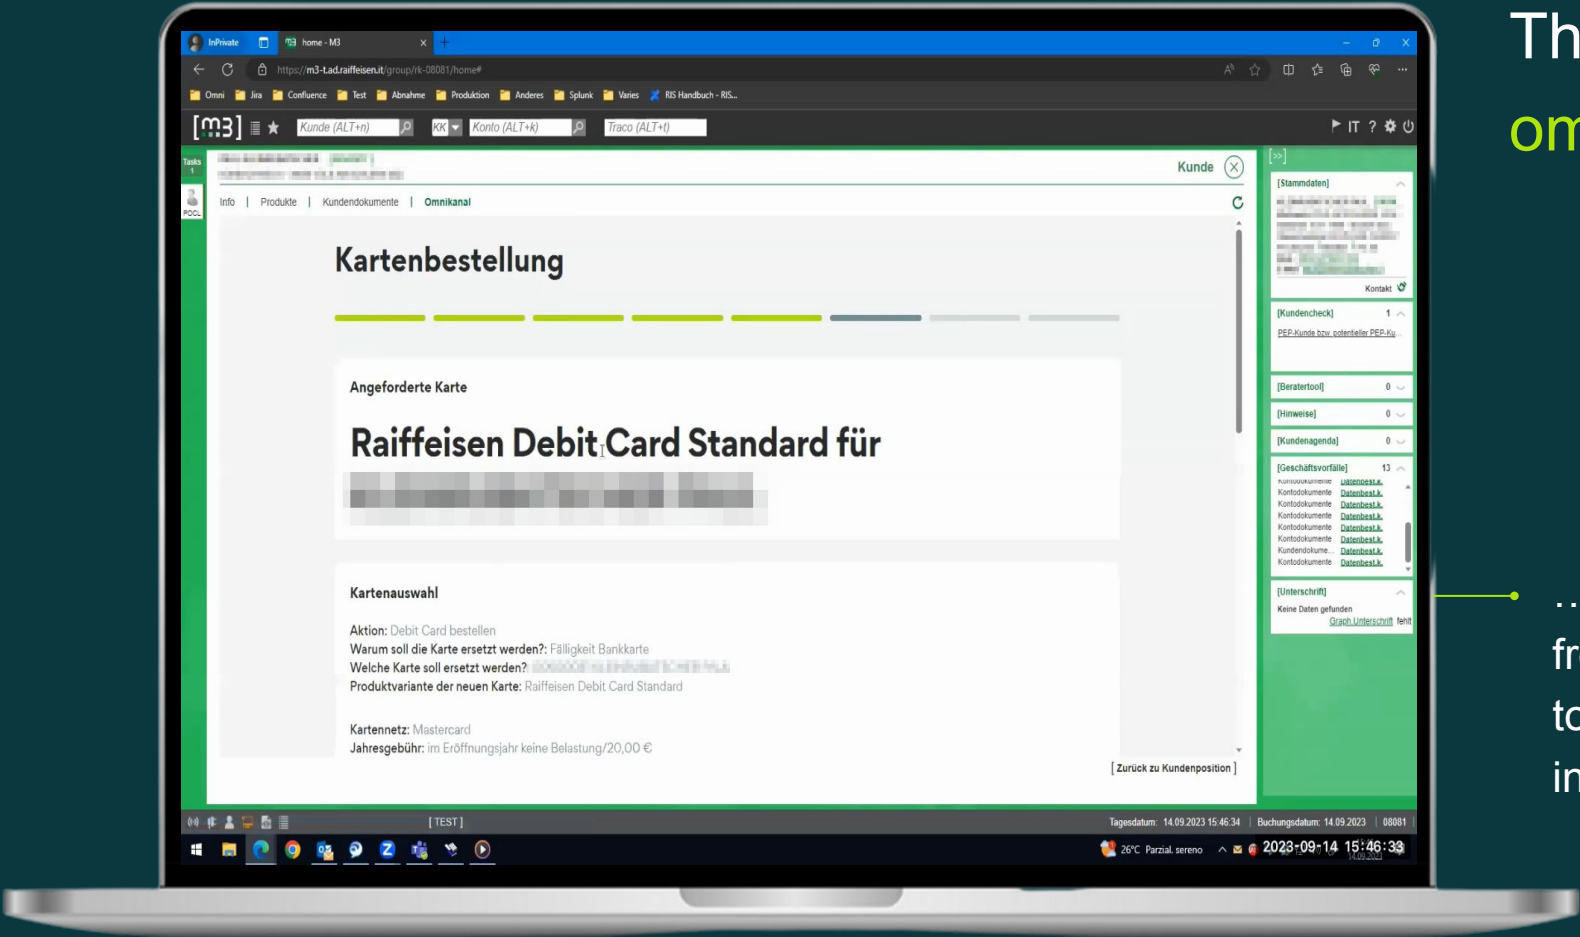 Th
om
InPrivate
home - M3
https://m3-t.ad.raiffeisen.it/group/rk-08081/home#
Omni Jira Confluence Test Abnahme Produktion Anderes Splunk Varies RIS Handbuch - RIS...
[m3] Kunde (ALT+n) KK Konto (ALT+k) Traco (ALT+t) IT ?
Tasks
1
POCL
Kunde
Info | Produkte | Kundendokumente | Omnikanal
Kartenbestellung
Angeforderte Karte
Raiffeisen Debit Card Standard für
Kartenauswahl
Aktion: Debit Card bestellen
Warum soll die Karte ersetzt werden?: Fälligkeit Bankkarte
Welche Karte soll ersetzt werden?
Produktvariante der neuen Karte: Raiffeisen Debit Card Standard
Kartennetz: Mastercard
Jahresgebühr: im Eröffnungsjahr keine Belastung/20,00 €
[ Zurück zu Kundenposition ]
[>>]
[Stammdaten]
Kontakt
[Kundencheck] 1
PEP-Kunde bzw. potentieller PEP-Ku...
[Beratertool] 0
[Hinweise] 0
[Kundenagenda] 0
[Geschäftsvorfälle] 13
Kontodokumente Datenbest.k.
Kontodokumente Datenbest.k.
Kontodokumente Datenbest.k.
Kontodokumente Datenbest.k.
Kontodokumente Datenbest.k.
Kontodokumente Datenbest.k.
Kundendokume... Datenbest.k.
Kontodokumente Datenbest.k.
[Unterschrift]
Keine Daten gefunden
Graph.Unterschrift fehlt
...
fr
to
in
[ TEST ]
Tagesdatum: 14.09.2023 15:46:34 | Buchungsdatum: 14.09.2023 | 08081
26°C Parzial. sereno
2023-09-14 15:46:33
14.09.2023